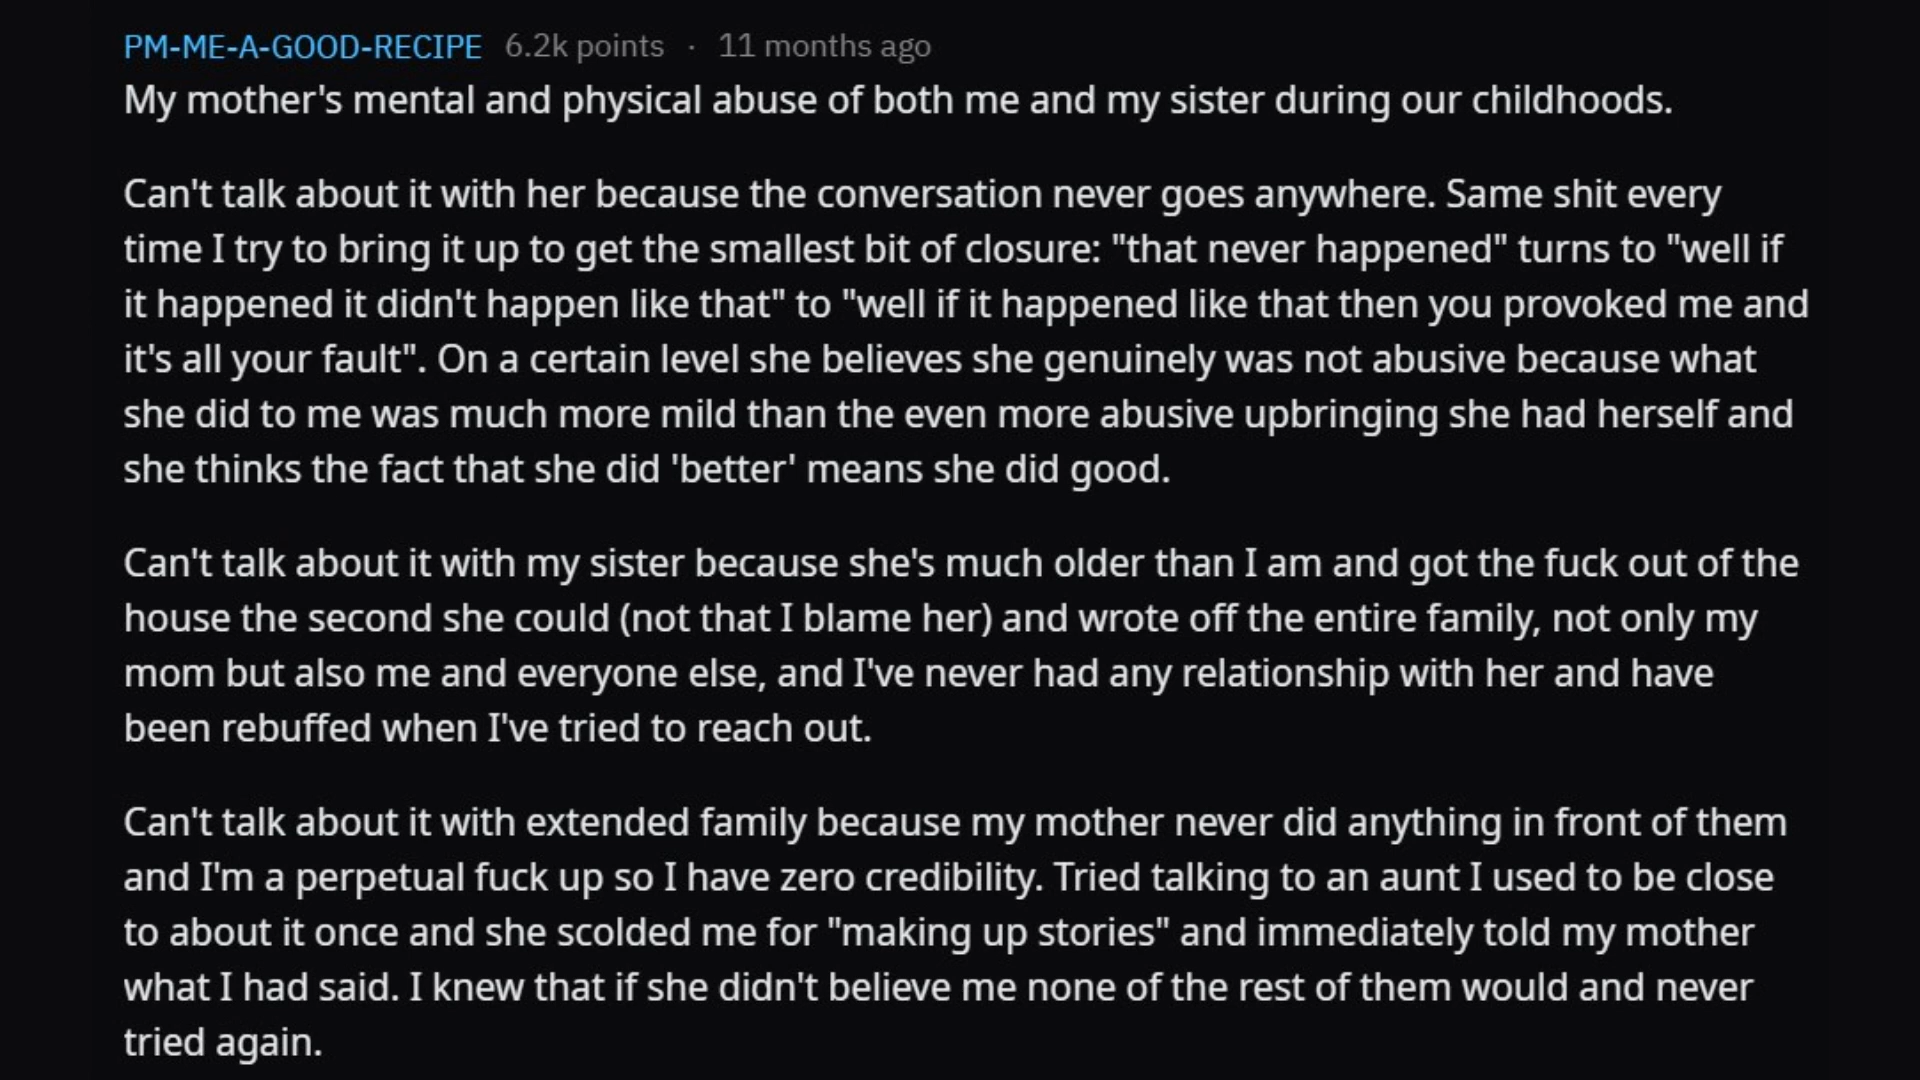 PM-ME-A-GOOD-RECIPE 6.2k points · 11 months ago
My mother's mental and physical abuse of both me and my sister during our childhoods.
Can't talk about it with her because the conversation never goes anywhere. Same shit every
time I try to bring it up to get the smallest bit of closure: "that never happened" turns to "well if
it happened it didn't happen like that" to "well if it happened like that then you provoked me and
it's all your fault". On a certain level she believes she genuinely was not abusive because what
she did to me was much more mild than the even more abusive upbringing she had herself and
she thinks the fact that she did 'better' means she did good.
Can't talk about it with my sister because she's much older than I am and got the fuck out of the
house the second she could (not that I blame her) and wrote off the entire family, not only my
mom but also me and everyone else, and I've never had any relationship with her and have
been rebuffed when I've tried to reach out.
Can't talk about it with extended family because my mother never did anything in front of them
and I'm a perpetual fuck up so I have zero credibility. Tried talking to an aunt I used to be close
to about it once and she scolded me for "making up stories" and immediately told my mother
what I had said. I knew that if she didn't believe me none of the rest of them would and never
tried again.